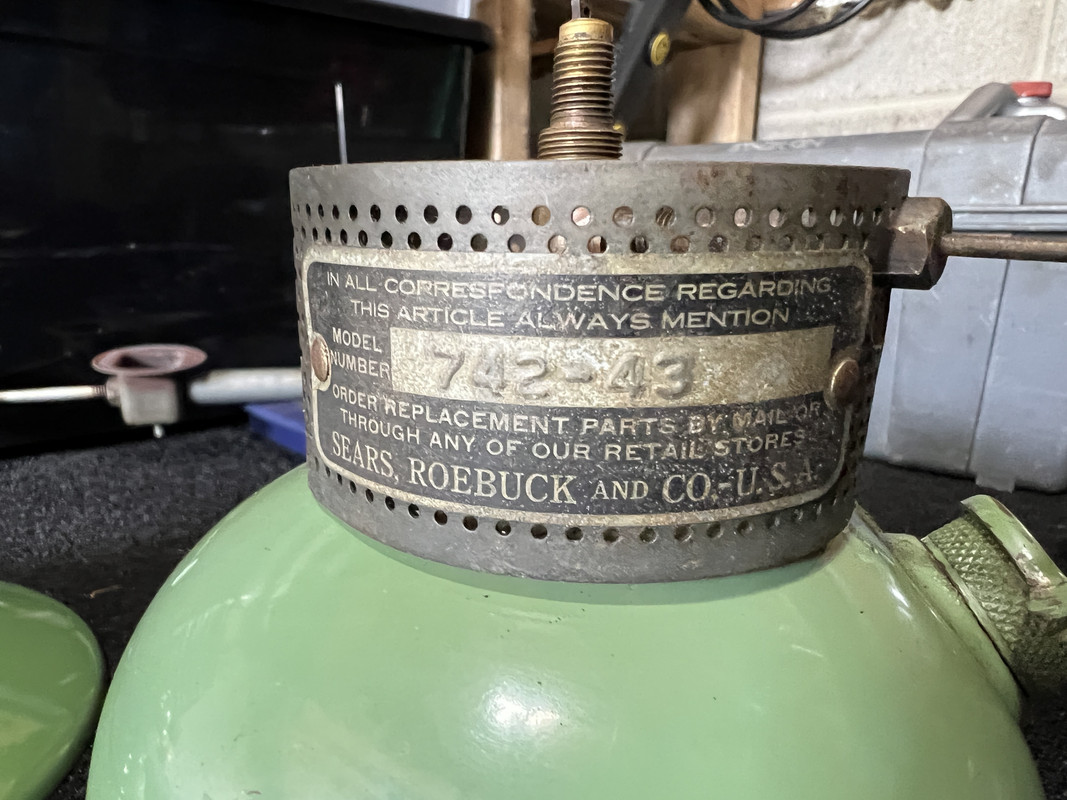 IN ALL CORRESPONDENCE REGARDING
THIS ARTICLE ALWAYS MENTION
MODEL NUMBER 742-43
ORDER REPLACEMENT PARTS BY MAIL OR
THROUGH ANY OF OUR RETAIL STORES
SEARS, ROEBUCK AND CO.-U.S.A.